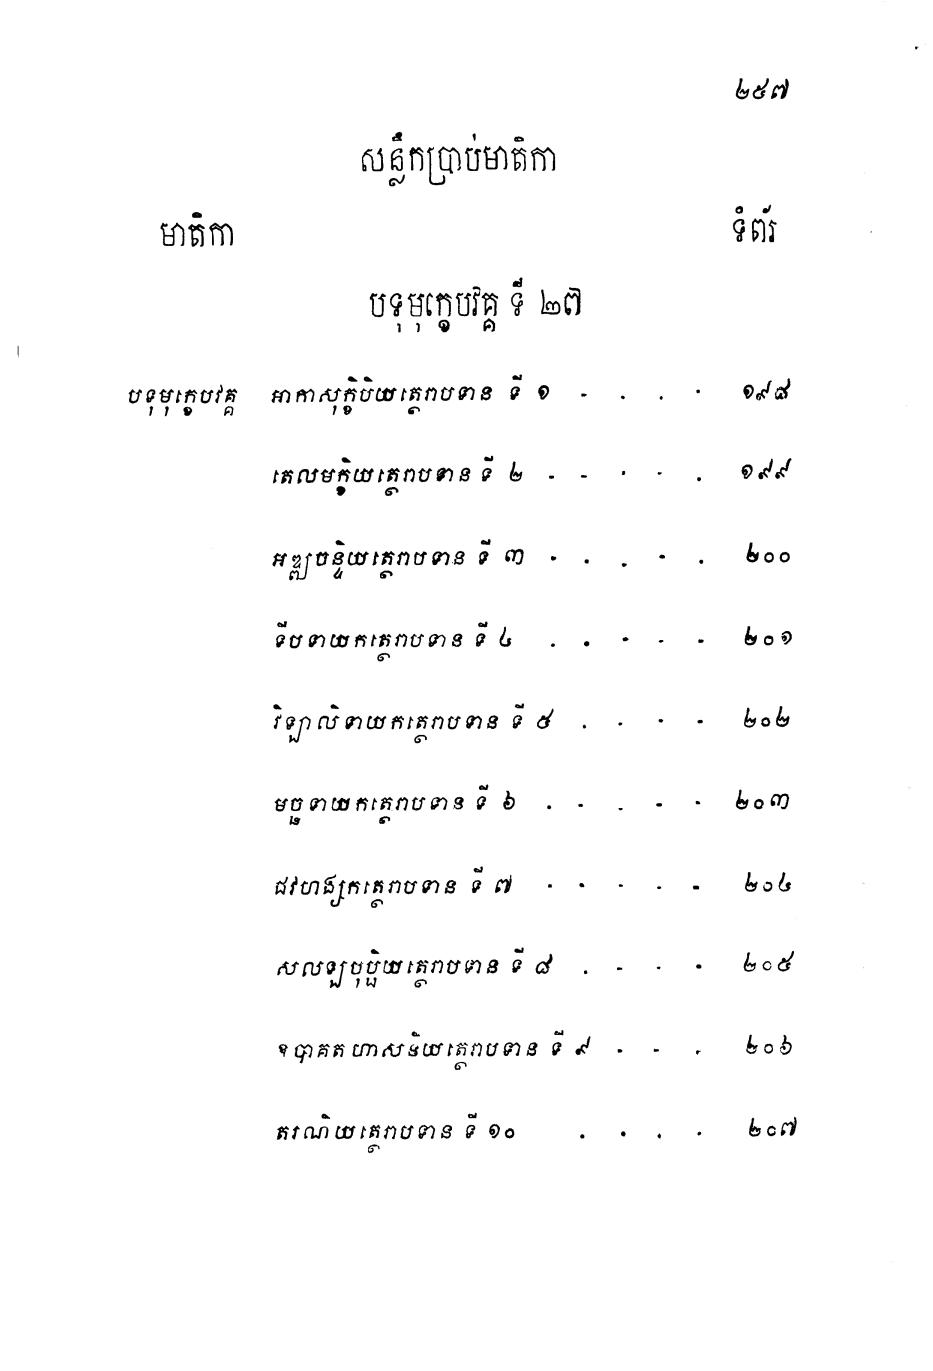 ២៥៧
សន្លឹកប្រាប់មាតិកា
មាតិកា ទំព័រ
បទុមុក្ខេបវគ្គ ទី ២៧
បទុមុក្ខេបវគ្គ អាកាសុក្ខិបិយត្ថេរាបទាន ទី ១ - . . . ១៩៨
តេលមក្ខិយត្ថេរាបទាន ទី ២ - - . - . ១៩៩
អឌ្ឍចន្ទិយត្ថេរាបទាន ទី ៣ . . . . . ២០០
ទីបទាយកត្ថេរាបទាន ទី ៤ . . . - - ២០១
វិឡាលិទាយកត្ថេរាបទាន ទី ៥ . . . - ២០២
មច្ឆទាយកត្ថេរាបទាន ទី ៦ . - . - . ២០៣
ជវហង្សកត្ថេរាបទាន ទី ៧ . . . . . ២០៤
សលឡបុប្ផិយត្ថេរាបទាន ទី ៨ . - . . ២០៥
ឧបាគតហាសនិយត្ថេរាបទាន ទី ៩ . - . ២០៦
តរណិយត្ថេរាបទាន ទី ១០ . . . . ២០៧